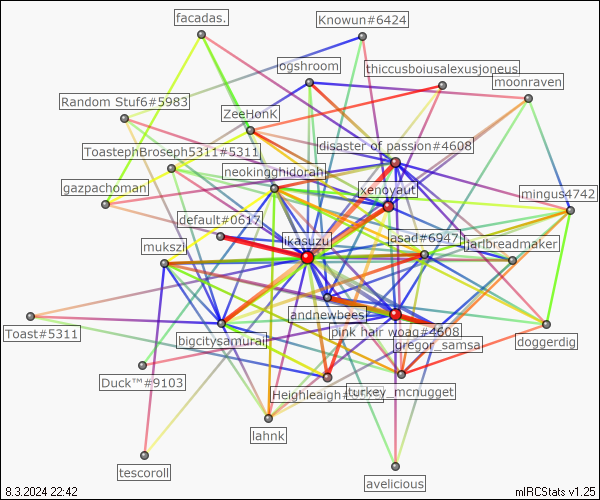 facadas.
Knowun#6424
ogshroom
thiccusboiusalexusjoneus
moonraven
Random Stuf6#5983
ZeeHonK
disaster of passion#4608
ToastephBroseph5311#5311
neokingghidorah
xenoyaut
gazpachoman
mingus4742
default#0617
ikasuzu
asad#6947
jarlbreadmaker
mukszi
andnewbees
Toast#5311
bigcitysamurai
pink hair woag#4608
gregor_samsa
doggerdig
Duck™#9103
Heighleaigh#
turkey_mcnugget
lahnk
tescoroll
avelicious
8.3.2024 22:42
mIRCStats v1.25